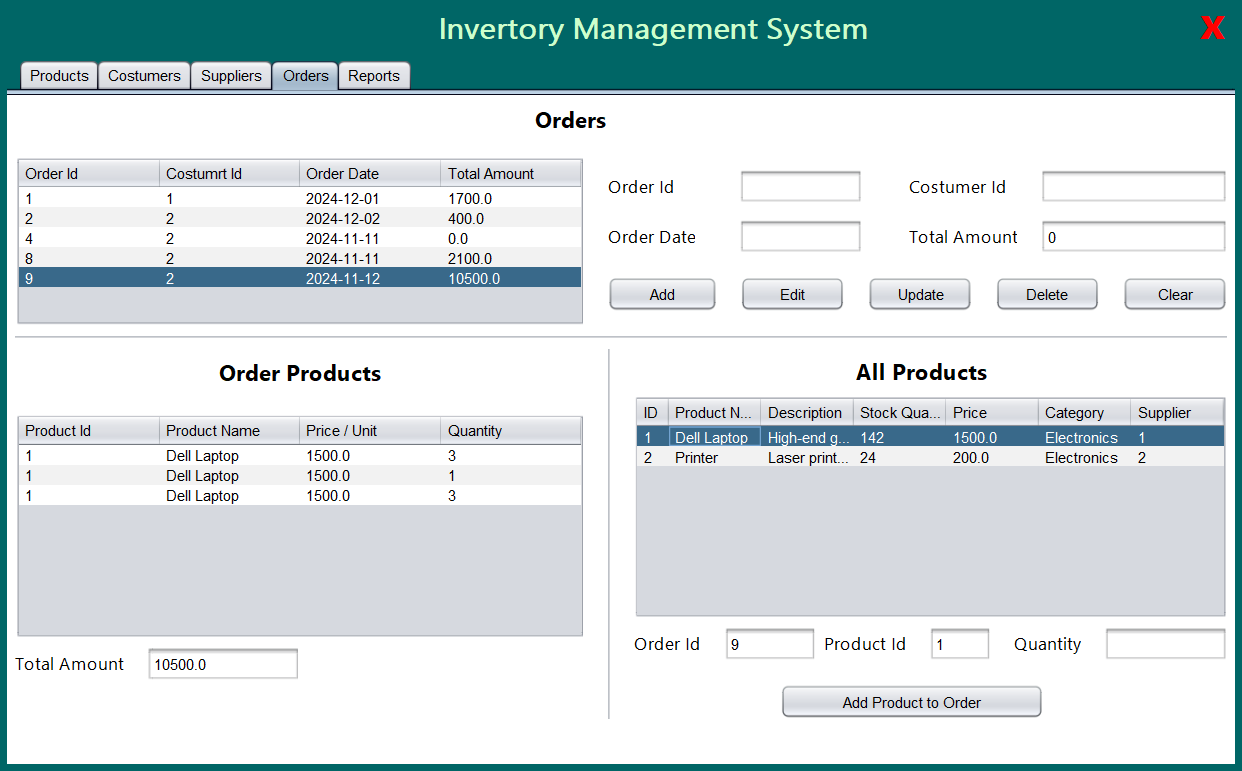 Invertory Management System X
Products Costumers Suppliers Orders Reports
Orders
Order Id Costumrt Id Order Date Total Amount
1 1 2024-12-01 1700.0
2 2 2024-12-02 400.0
4 2 2024-11-11 0.0
8 2 2024-11-11 2100.0
9 2 2024-11-12 10500.0
Order Id Costumer Id
Order Date Total Amount 0
Add Edit Update Delete Clear
Order Products
Product Id Product Name Price / Unit Quantity
1 Dell Laptop 1500.0 3
1 Dell Laptop 1500.0 1
1 Dell Laptop 1500.0 3
Total Amount 10500.0
All Products
ID Product N... Description Stock Qua... Price Category Supplier
1 Dell Laptop High-end g... 142 1500.0 Electronics 1
2 Printer Laser print... 24 200.0 Electronics 2
Order Id 9 Product Id 1 Quantity
Add Product to Order